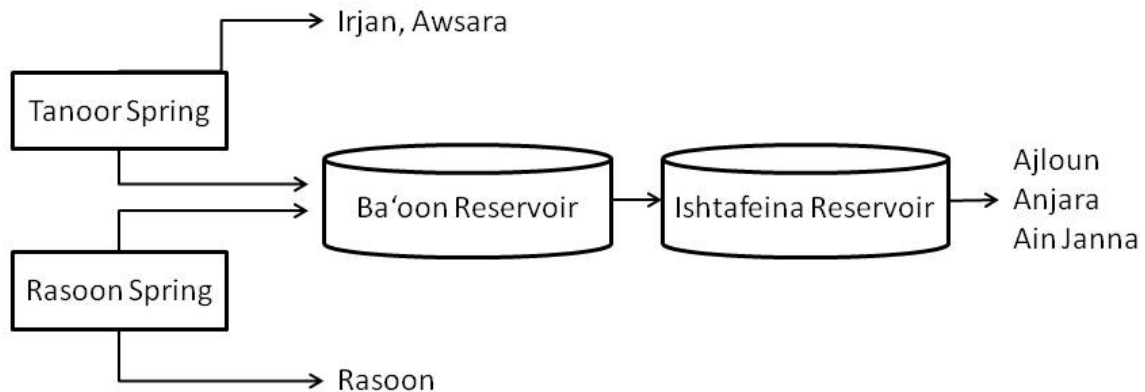 Irjan, Awsara
Tanoor Spring
Ba‘oon Reservoir
Ishtafeina Reservoir
Ajloun
Anjara
Ain Janna
Rasoon Spring
Rasoon